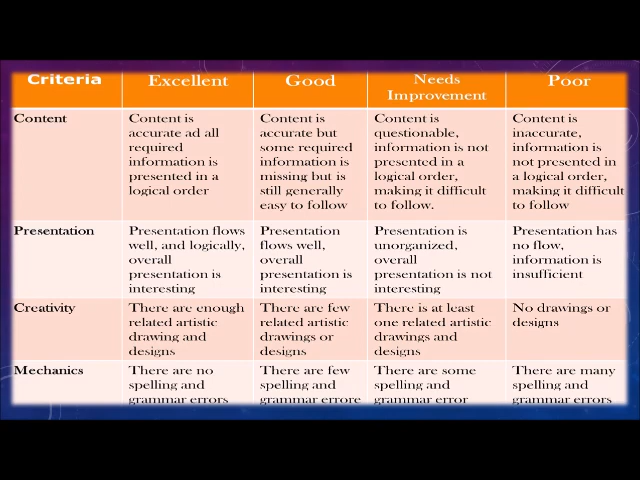 Criteria
Excellent
Good
Needs
Improvement
Poor
Content
Content is
accurate ad all
required
information is
presented in a
logical order
Content is
accurate but
some required
information is
missing but is
still generally
easy to follow
Content is
questionable,
information is not
presented in a
logical order,
making it difficult
to follow.
Content is
inaccurate,
information is
not presented in
a logical order,
making it difficult
to follow
Presentation
Presentation flows
well, and logically,
overall
presentation is
interesting
Presentation
flows well,
overall
presentation is
interesting
Presentation is
unorganized,
overall
presentation is not
interesting
Presentation has
no flow,
information is
insufficient
Creativity
There are enough
related artistic
drawing and
designs
There are few
related artistic
drawings or
designs
There is at least
one related artistic
drawings and
designs
No drawings or
designs
Mechanics
There are no
spelling and
grammar errors
There are few
spelling and
grammar errore
There are some
spelling and
grammar error
There are many
spelling and
grammar errors